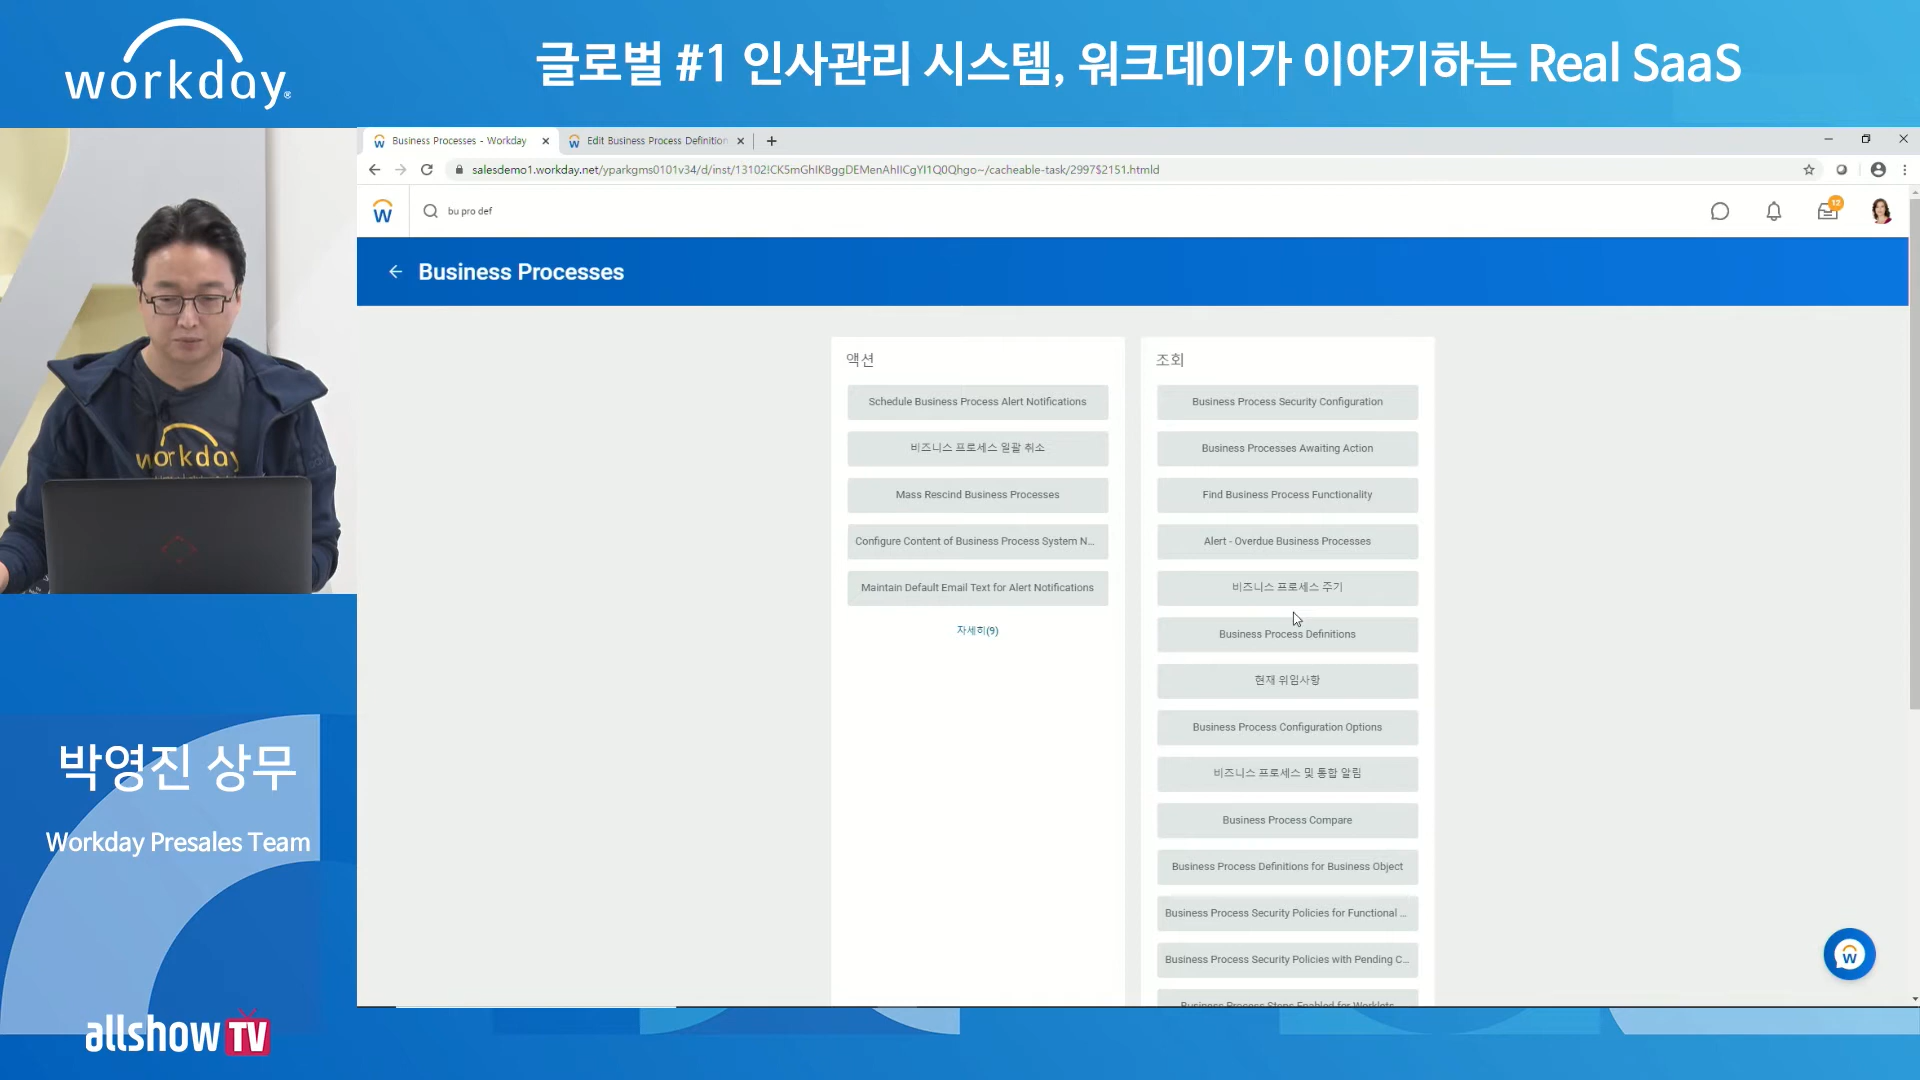 workday®
글로벌 #1 인사관리 시스템, 워크데이가 이야기하는 Real SaaS
Business Processes - Workday
Edit Business Process Definition
salesdemo1.workday.net/yparkgms0101v34/d/inst/13102!CK5mGhIKBggDEMenAhIICgYI1Q0Qhgo~/cacheable-task/2997$2151.htmld
bu pro def
12
Business Processes
액션
Schedule Business Process Alert Notifications
비즈니스 프로세스 일괄 취소
Mass Rescind Business Processes
Configure Content of Business Process System N...
Maintain Default Email Text for Alert Notifications
자세히(9)
조회
Business Process Security Configuration
Business Processes Awaiting Action
Find Business Process Functionality
Alert - Overdue Business Processes
비즈니스 프로세스 주기
Business Process Definitions
현재 위임사항
Business Process Configuration Options
비즈니스 프로세스 및 통합 알림
Business Process Compare
Business Process Definitions for Business Object
Business Process Security Policies for Functional ...
Business Process Security Policies with Pending C...
Business Process Steps Enabled for Worklets
workday
박영진 상무
Workday Presales Team
allshow TV